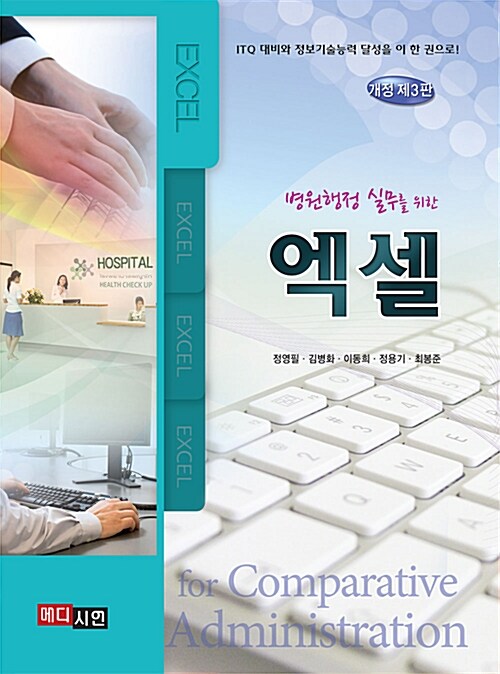 ITQ 대비와 정보기술능력 달성을 이 한 권으로!
개정 제3판
EXCEL
EXCEL
EXCEL
EXCEL
병원행정 실무를 위한
엑셀
정영필 · 김병화 · 이동희 · 정용기 · 최봉준
HOSPITAL
HEALTH CHECK UP
for Comparative
Administration
메디시언